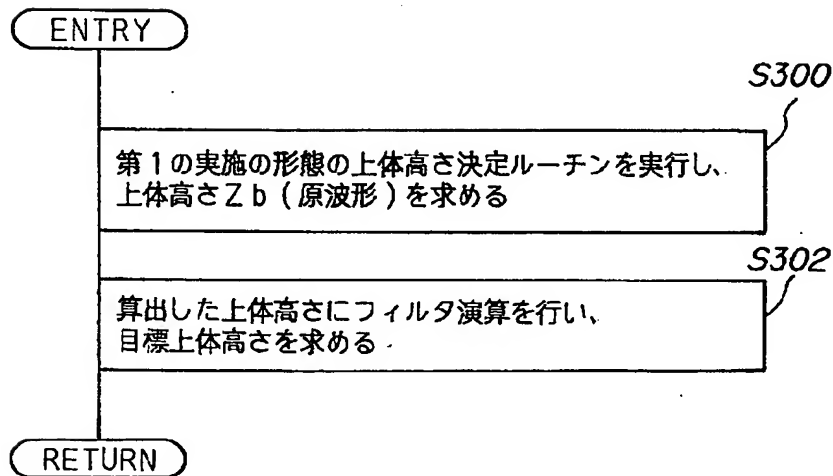 ENTRY
S300
第1の実施の形態の上体高さ決定ルーチンを実行し、
上体高さZb(原波形)を求める
S302
算出した上体高さにフィルタ演算を行い、
目標上体高さを求める
RETURN